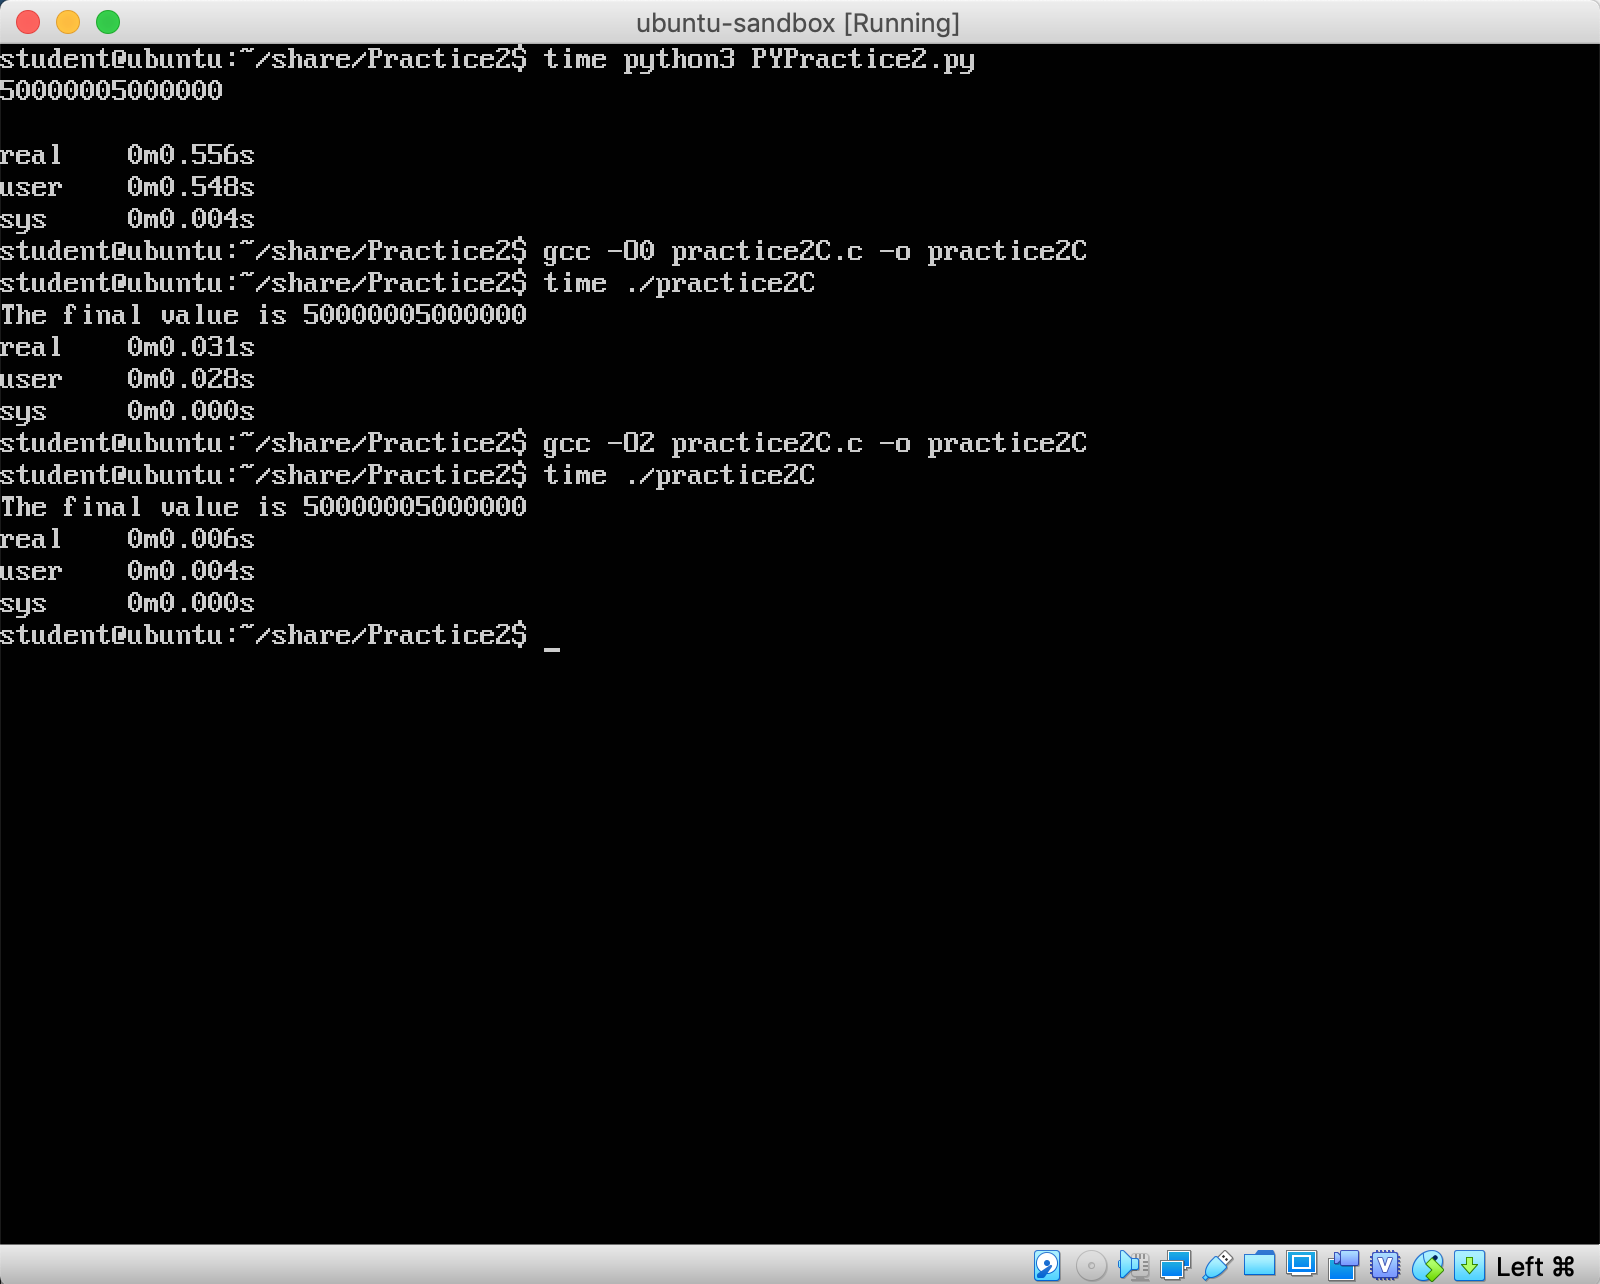 ubuntu-sandbox [Running]
student@ubuntu:~/share/Practice2$ time python3 PYPractice2.py
50000005000000
real    0m0.556s
user    0m0.548s
sys     0m0.004s
student@ubuntu:~/share/Practice2$ gcc -O0 practice2C.c -o practice2C
student@ubuntu:~/share/Practice2$ time ./practice2C
The final value is 50000005000000
real    0m0.031s
user    0m0.028s
sys     0m0.000s
student@ubuntu:~/share/Practice2$ gcc -O2 practice2C.c -o practice2C
student@ubuntu:~/share/Practice2$ time ./practice2C
The final value is 50000005000000
real    0m0.006s
user    0m0.004s
sys     0m0.000s
student@ubuntu:~/share/Practice2$ _
V
Left ⌘